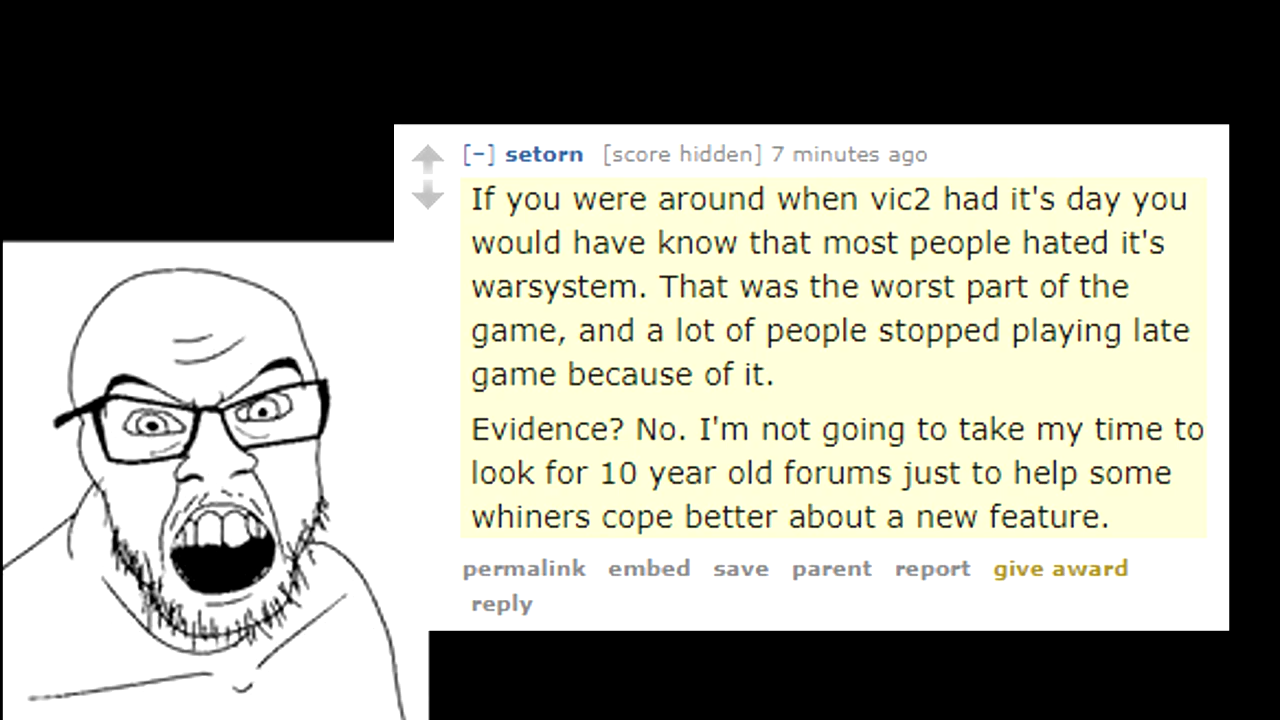 [-] setorn [score hidden] 7 minutes ago
If you were around when vic2 had it's day you
would have know that most people hated it's
warsystem. That was the worst part of the
game, and a lot of people stopped playing late
game because of it.
Evidence? No. I'm not going to take my time to
look for 10 year old forums just to help some
whiners cope better about a new feature.
permalink embed save parent report give award
reply